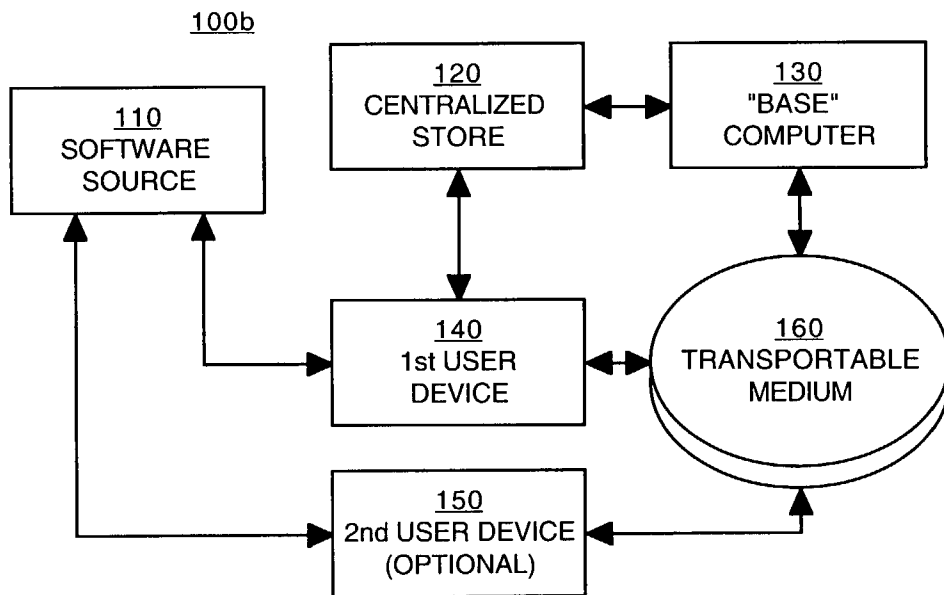 100b
110
SOFTWARE
SOURCE
120
CENTRALIZED
STORE
130
"BASE"
COMPUTER
140
1st USER
DEVICE
160
TRANSPORTABLE
MEDIUM
150
2nd USER DEVICE
(OPTIONAL)